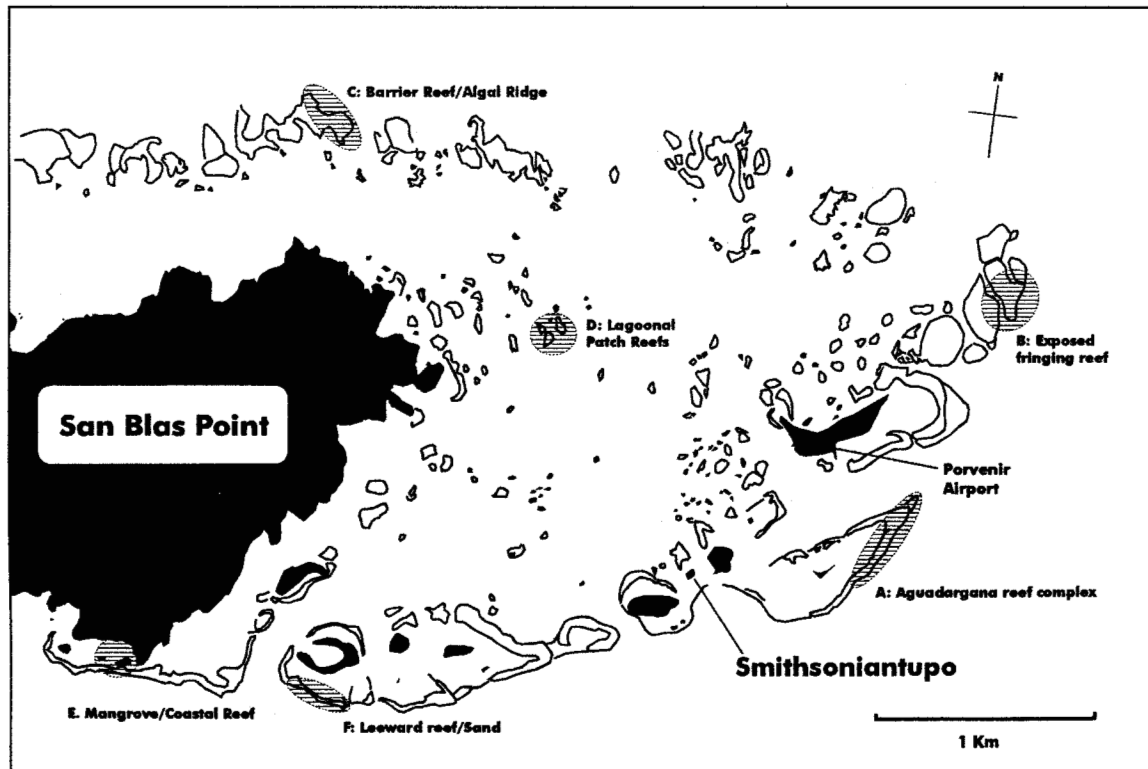 C: Barrier Reef/Algal Ridge
N
D: Lagoonal
Patch Reefs
B: Exposed
fringing reef
San Blas Point
Porvenir
Airport
A: Aguadargana reef complex
Smithsoniantupo
E. Mangrove/Coastal Reef
F: Leeward reef/Sand
1 Km